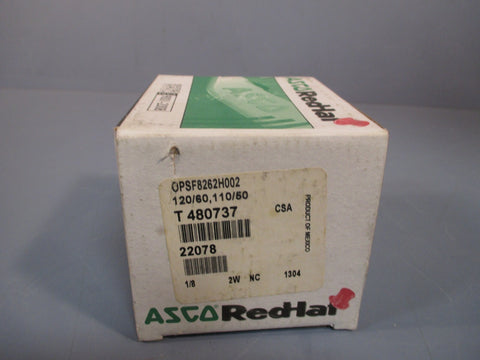 ASCO RedHat
OPSF8262H002
120/60,110/50
T 480737
CSA
PRODUCT OF MEXICO
22078
1/8 2W NC 1304
ASCO RedHat